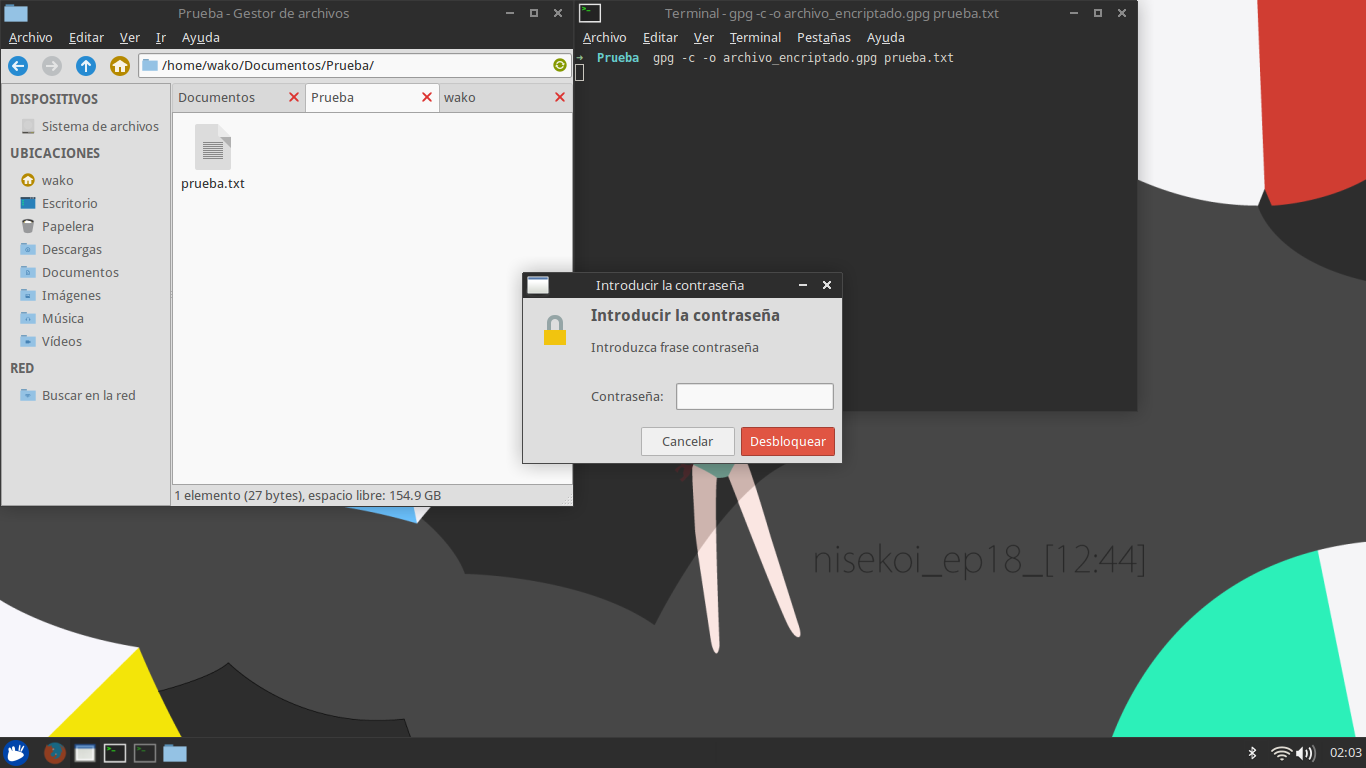 Prueba - Gestor de archivos
Archivo Editar Ver Ir Ayuda
/home/wako/Documentos/Prueba/
DISPOSITIVOS
Sistema de archivos
UBICACIONES
wako
Escritorio
Papelera
Descargas
Documentos
Imágenes
Música
Vídeos
RED
Buscar en la red
Documentos Prueba wako
prueba.txt
1 elemento (27 bytes), espacio libre: 154.9 GB
Terminal - gpg -c -o archivo_encriptado.gpg prueba.txt
Archivo Editar Ver Terminal Pestañas Ayuda
➜ Prueba gpg -c -o archivo_encriptado.gpg prueba.txt
Introducir la contraseña
Introducir la contraseña
Introduzca frase contraseña
Contraseña:
Cancelar Desbloquear
nisekoi_ep18_[12:44]
02:03